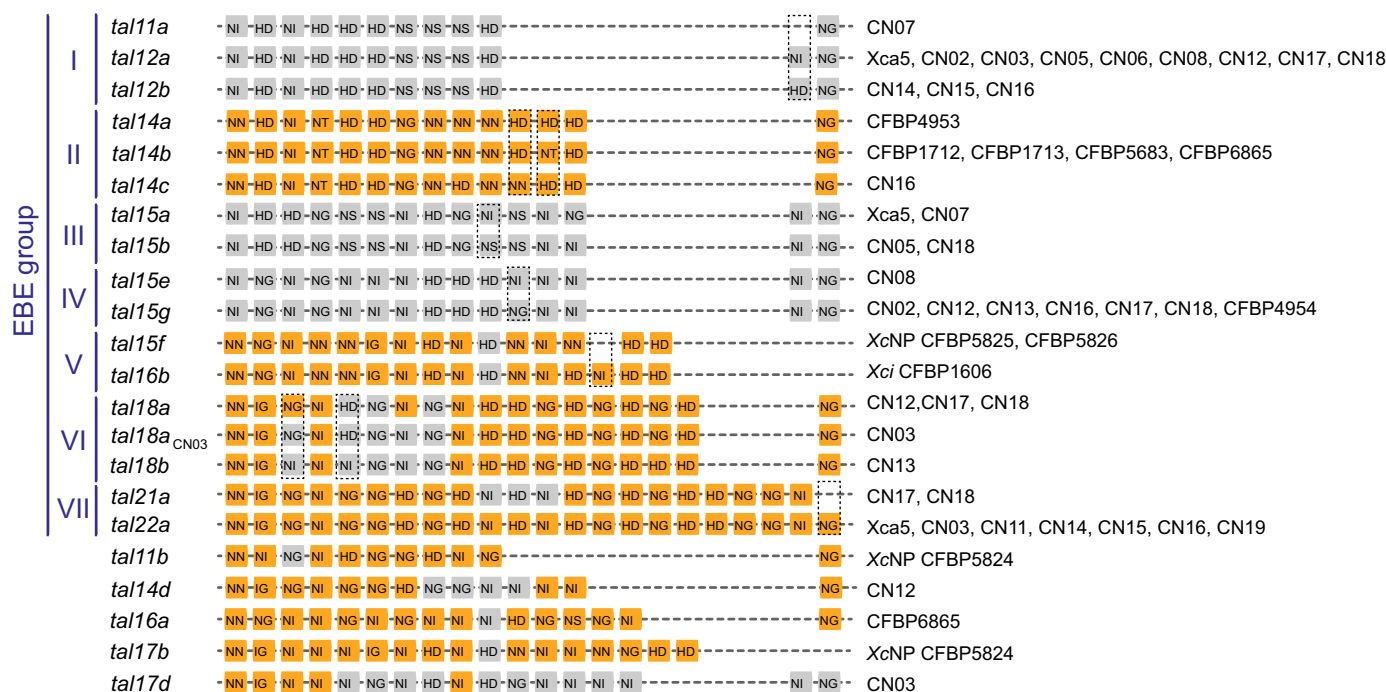 tal11a NI HD NI HD HD HD NS NS NS HD NG CN07
tal12a NI HD NI HD HD HD NS NS NS HD NI NG Xca5, CN02, CN03, CN05, CN06, CN08, CN12, CN17, CN18
tal12b NI HD NI HD HD HD NS NS NS HD HD NG CN14, CN15, CN16
I
tal14a NN HD NI NT HD HD NG NN NN NN HD HD HD NG CFBP4953
tal14b NN HD NI NT HD HD NG NN NN NN HD NT HD NG CFBP1712, CFBP1713, CFBP5683, CFBP6865
tal14c NN HD NI NT HD HD NG NN HD NN NN HD HD NG CN16
II
tal15a NI HD HD NG NS NS NI HD NG NI NS NI NG NI NG Xca5, CN07
tal15b NI HD HD NG NS NS NI HD NG NS NS NI NI NI NG CN05, CN18
III
tal15e NI NG NI NG NI NI NI HD HD HD NI NI NI NI NG CN08
tal15g NI NG NI NG NI NI NI HD HD HD NG NI NI NI NG CN02, CN12, CN13, CN16, CN17, CN18, CFBP4954
IV
tal15f NN NG NI NN NN IG NI HD NI HD NN NI NN HD HD XcNP CFBP5825, CFBP5826
tal16b NN NG NI NN NN IG NI HD NI HD NN NI HD NI HD HD Xci CFBP1606
V
tal18a NN IG NG NI HD NG NI NG NI HD HD NG HD NG HD NG HD NG CN12,CN17, CN18
tal18a CN03 NN IG NG NI HD NG NI NG NI HD HD NG HD NG HD NG HD NG CN03
tal18b NN IG NI NI NI NG NI NG NI HD HD NG HD NG HD HD HD NG CN13
VI
tal21a NN IG NG NI NG NG HD NG HD NI HD NI HD NG HD NG HD HD NG NG NI CN17, CN18
tal22a NN IG NG NI NG NG HD NG HD NI HD NI HD NG HD NG HD HD NG NG NI NG Xca5, CN03, CN11, CN14, CN15, CN16, CN19
VII
EBE group
tal11b NN NI NG NI HD NG NG HD NI NG NG XcNP CFBP5824
tal14d NN IG NG NI NG NG HD NG NG NI NI NI NI NG CN12
tal16a NN NG NI NI NG NI NG NI NI NI HD NG NS NG NI NG CFBP6865
tal17b NN IG NI NI NI IG NI HD NI HD NN NI NI NN NG HD HD XcNP CFBP5824
tal17d NN IG NI NI NI NG NI HD NI HD NG NI NI NI NI NI NG CN03